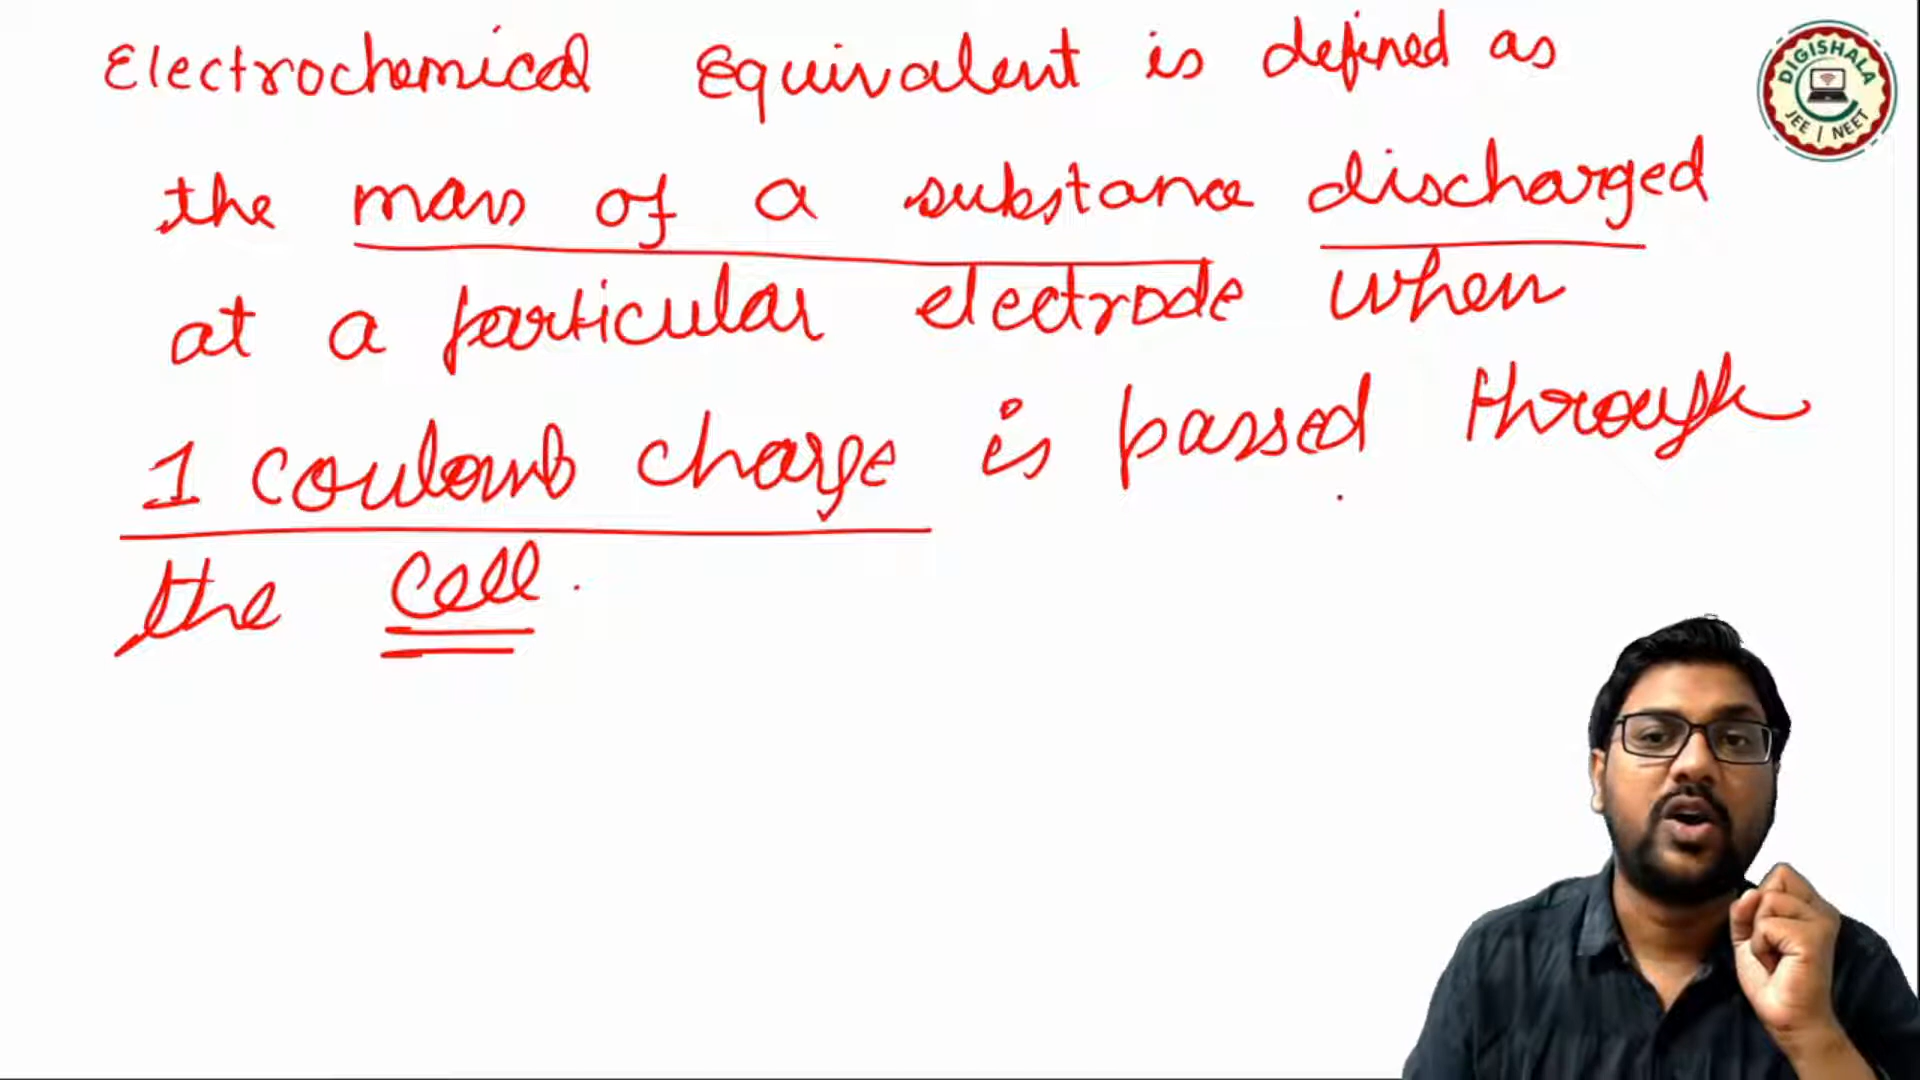 Electrochemical Equivalent is defined as
the mass of a substance discharged
at a particular electrode when
1 coulomb charge is passed through
the cell.
DIGISHALA
JEE | NEET